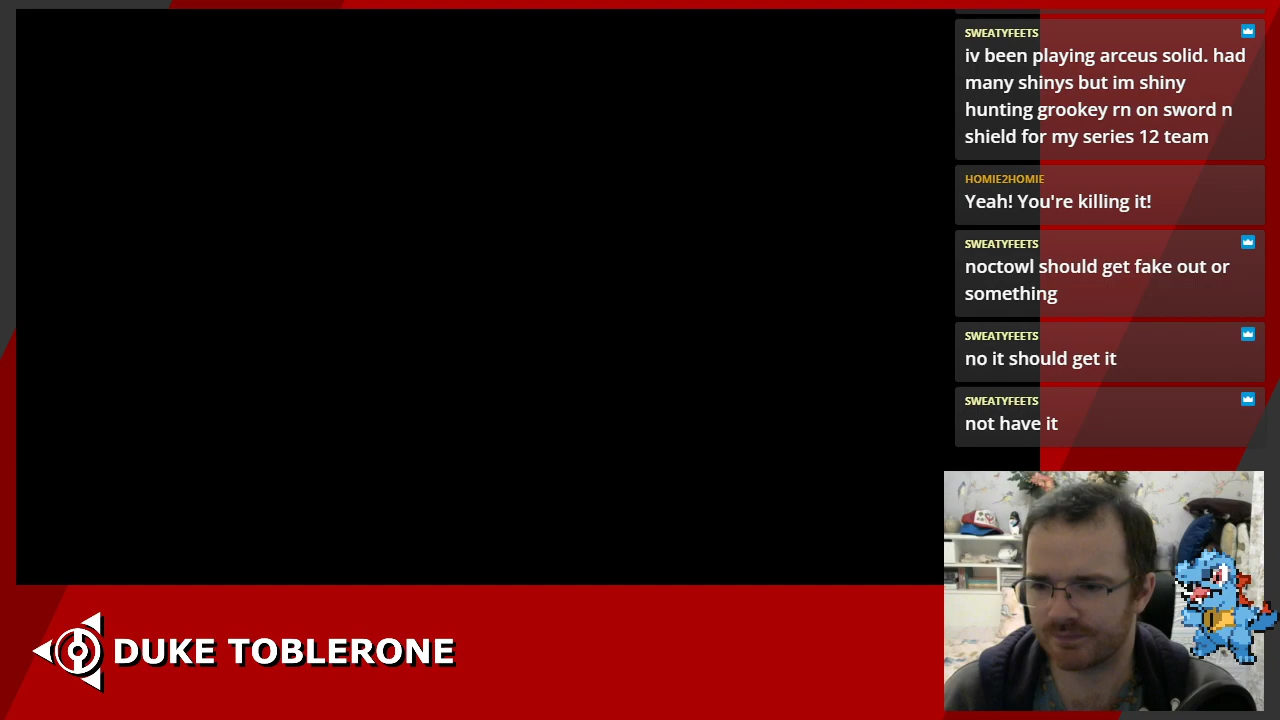 SWEATYFEETS
iv been playing arceus solid. had
many shinys but im shiny
hunting grookey rn on sword n
shield for my series 12 team
HOMIE2HOMIE
Yeah! You're killing it!
SWEATYFEETS
noctowl should get fake out or
something
SWEATYFEETS
no it should get it
SWEATYFEETS
not have it
DUKE TOBLERONE